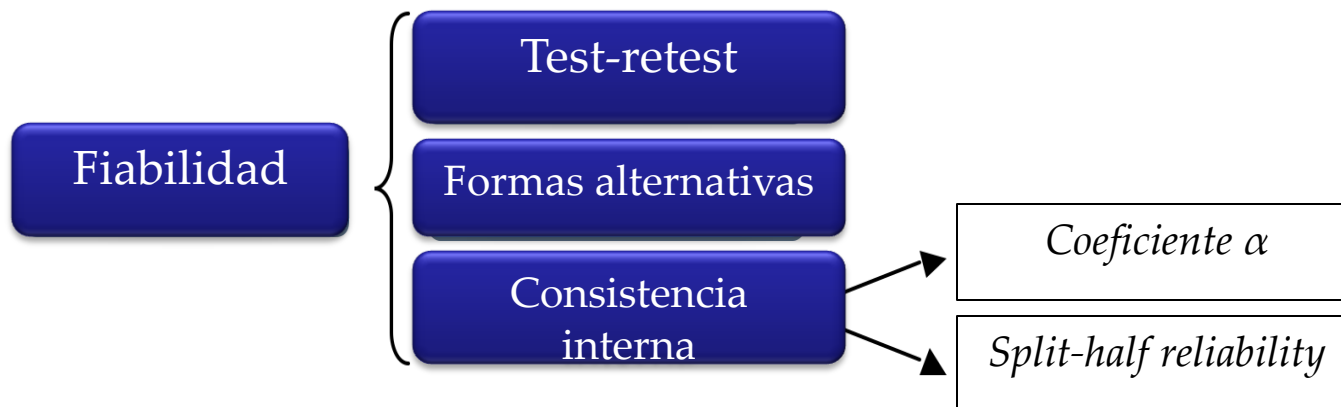 Test-retest
Fiabilidad
Formas alternativas
Consistencia
interna
Coeficiente α
Split-half reliability